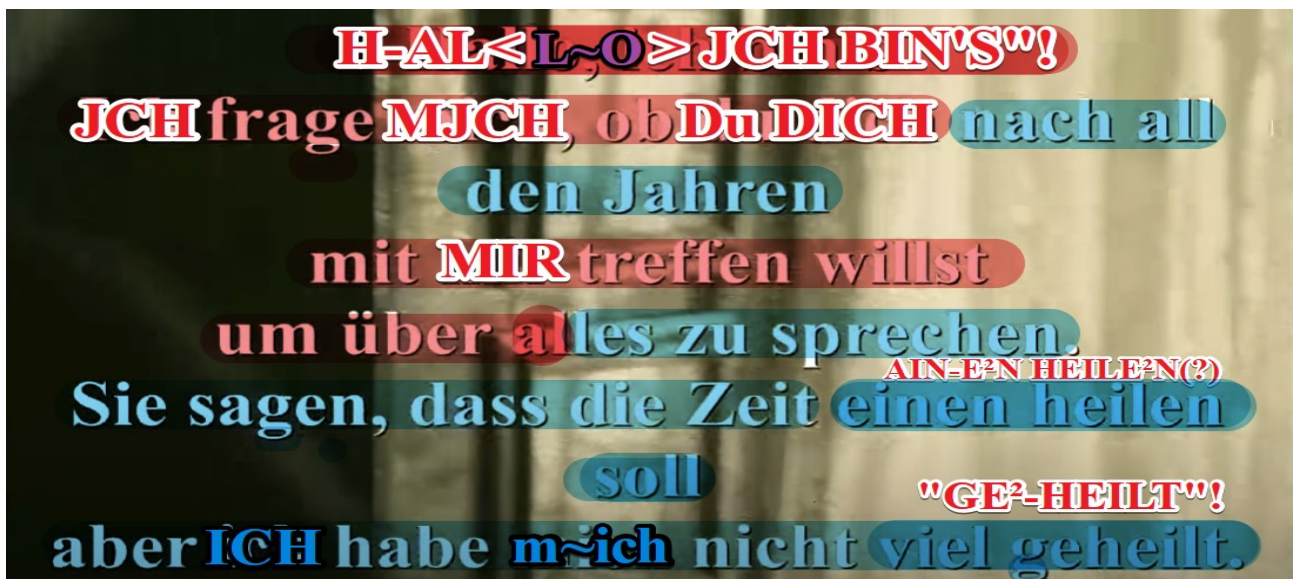 H-AL< L~O > JCH BIN'S"!
JCH frage MJCH, ob Du DICH nach all
den Jahren
mit MIR treffen willst
um über alles zu sprechen.
AIN-E²N HEILE²N(?)
Sie sagen, dass die Zeit einen heilen
soll
"GE²-HEILT"!
aber ICH habe m~ich nicht viel geheilt.